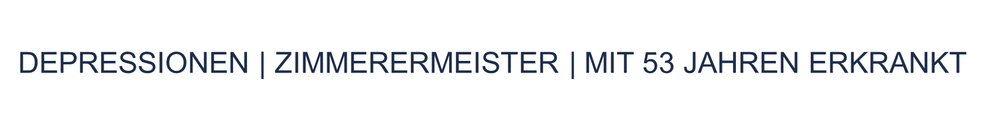 DEPRESSIONEN | ZIMMERERMEISTER | MIT 53 JAHREN ERKRANKT